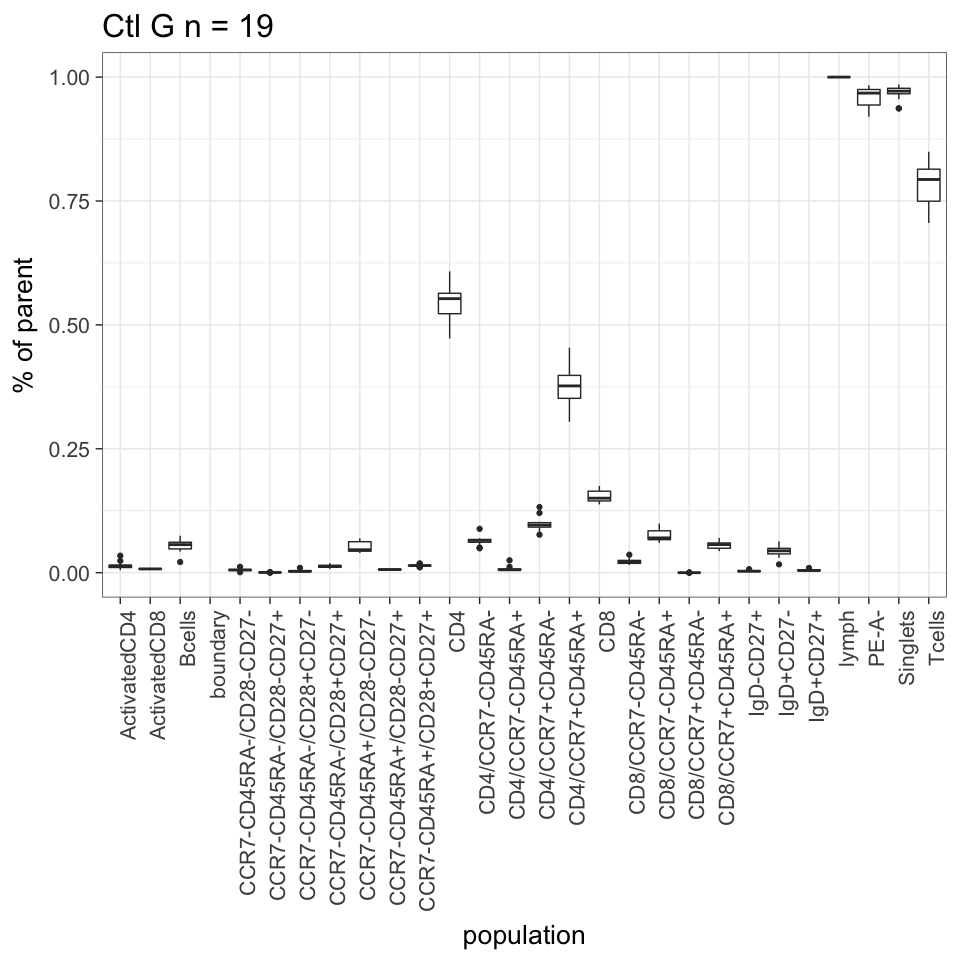 Ctl G n = 19
1.00
0.75
0.50
0.25
0.00
% of parent
ActivatedCD4
ActivatedCD8
Bcells
boundary
CCR7-CD45RA-/CD28-CD27-
CCR7-CD45RA-/CD28-CD27+
CCR7-CD45RA-/CD28+CD27-
CCR7-CD45RA-/CD28+CD27+
CCR7-CD45RA+/CD28-CD27-
CCR7-CD45RA+/CD28-CD27+
CCR7-CD45RA+/CD28+CD27+
CD4
CD4/CCR7-CD45RA-
CD4/CCR7-CD45RA+
CD4/CCR7+CD45RA-
CD4/CCR7+CD45RA+
CD8
CD8/CCR7-CD45RA-
CD8/CCR7-CD45RA+
CD8/CCR7+CD45RA-
CD8/CCR7+CD45RA+
IgD-CD27+
IgD+CD27-
IgD+CD27+
lymph
PE-A-
Singlets
Tcells
population